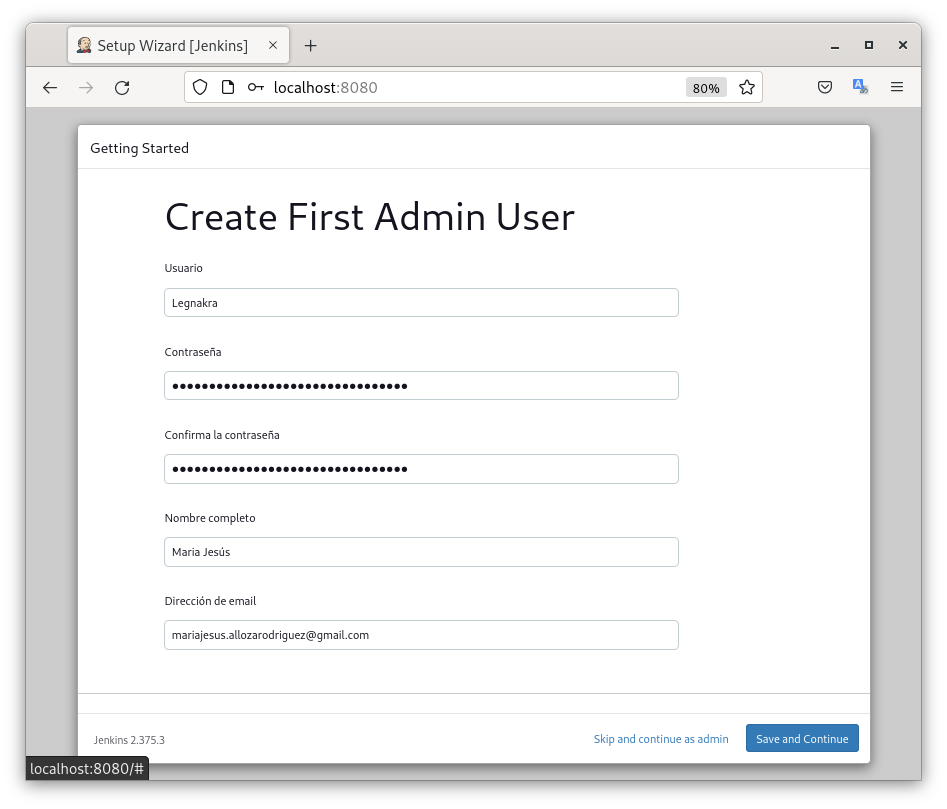 Setup Wizard [Jenkins]
localhost:8080
80%
Getting Started
Create First Admin User
Usuario
Legnakra
Contraseña
••••••••••••••••••••••••••••••••
Confirma la contraseña
••••••••••••••••••••••••••••••••
Nombre completo
Maria Jesús
Dirección de email
mariajesus.allozarodriguez@gmail.com
Jenkins 2.375.3
Skip and continue as admin
Save and Continue
localhost:8080/#